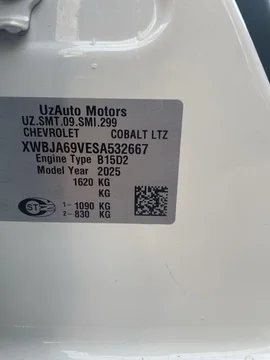 UzAuto Motors
UZ.SMT.09.SMI.299
CHEVROLET COBALT LTZ
XWBJA69VESA532667
Engine Type B15D2
Model Year 2025
1620 KG
KG
1- 1090 KG
2- 830 KG